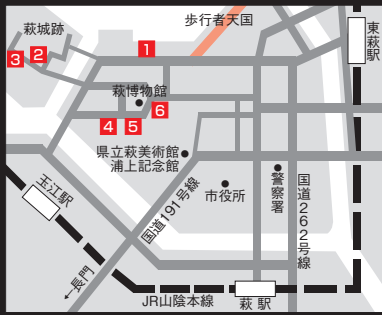 萩城跡
歩行者天国
東萩駅
1
2
3
萩博物館
6
4
5
県立萩美術館
浦上記念館
市役所
警察署
国道262号線
国道191号線
玉江駅
←長門
JR山陰本線
萩駅